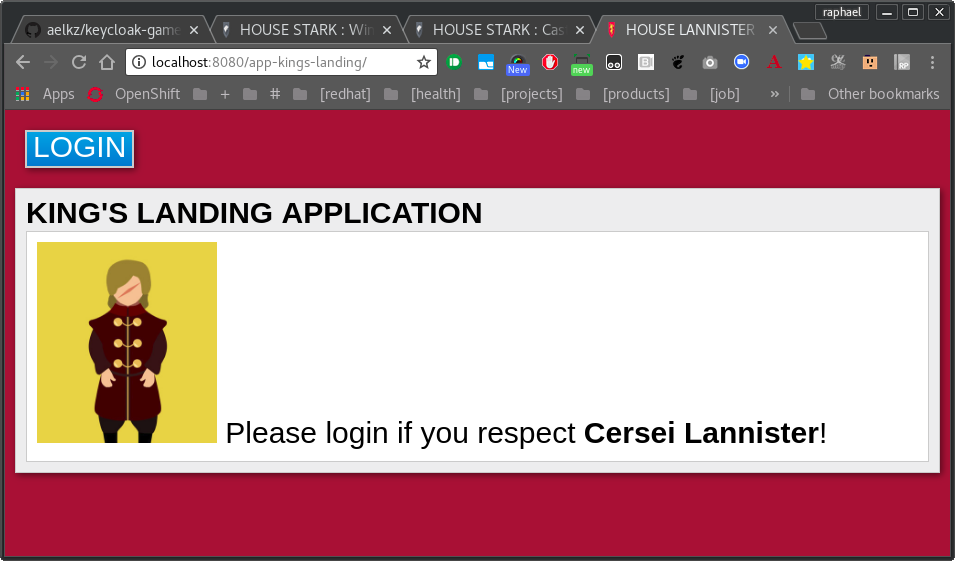 raphael
aelkz/keycloak-game
HOUSE STARK : Win
HOUSE STARK : Cas
HOUSE LANNISTER
localhost:8080/app-kings-landing/
New
new
RP
Apps OpenShift + # [redhat] [health] [projects] [products] [job] » Other bookmarks
LOGIN
KING'S LANDING APPLICATION
Please login if you respect Cersei Lannister!